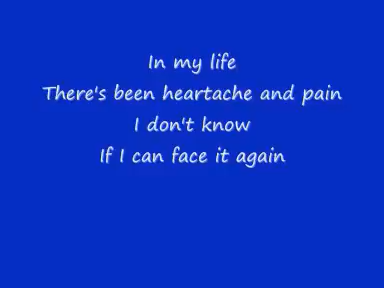 In my life
There's been heartache and pain
I don't know
If I can face it again